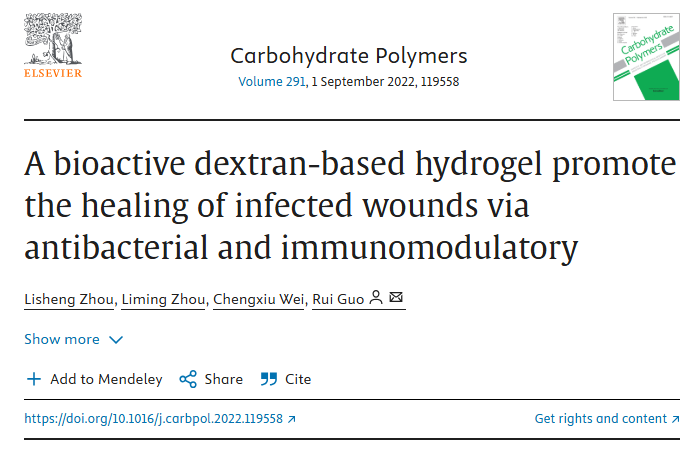 ELSEVIER
Carbohydrate Polymers
Volume 291, 1 September 2022, 119558
Carbohydrate
Polymers
A bioactive dextran-based hydrogel promote
the healing of infected wounds via
antibacterial and immunomodulatory
Lisheng Zhou, Liming Zhou, Chengxiu Wei, Rui Guo
Show more
Add to Mendeley Share Cite
https://doi.org/10.1016/j.carbpol.2022.119558 Get rights and content